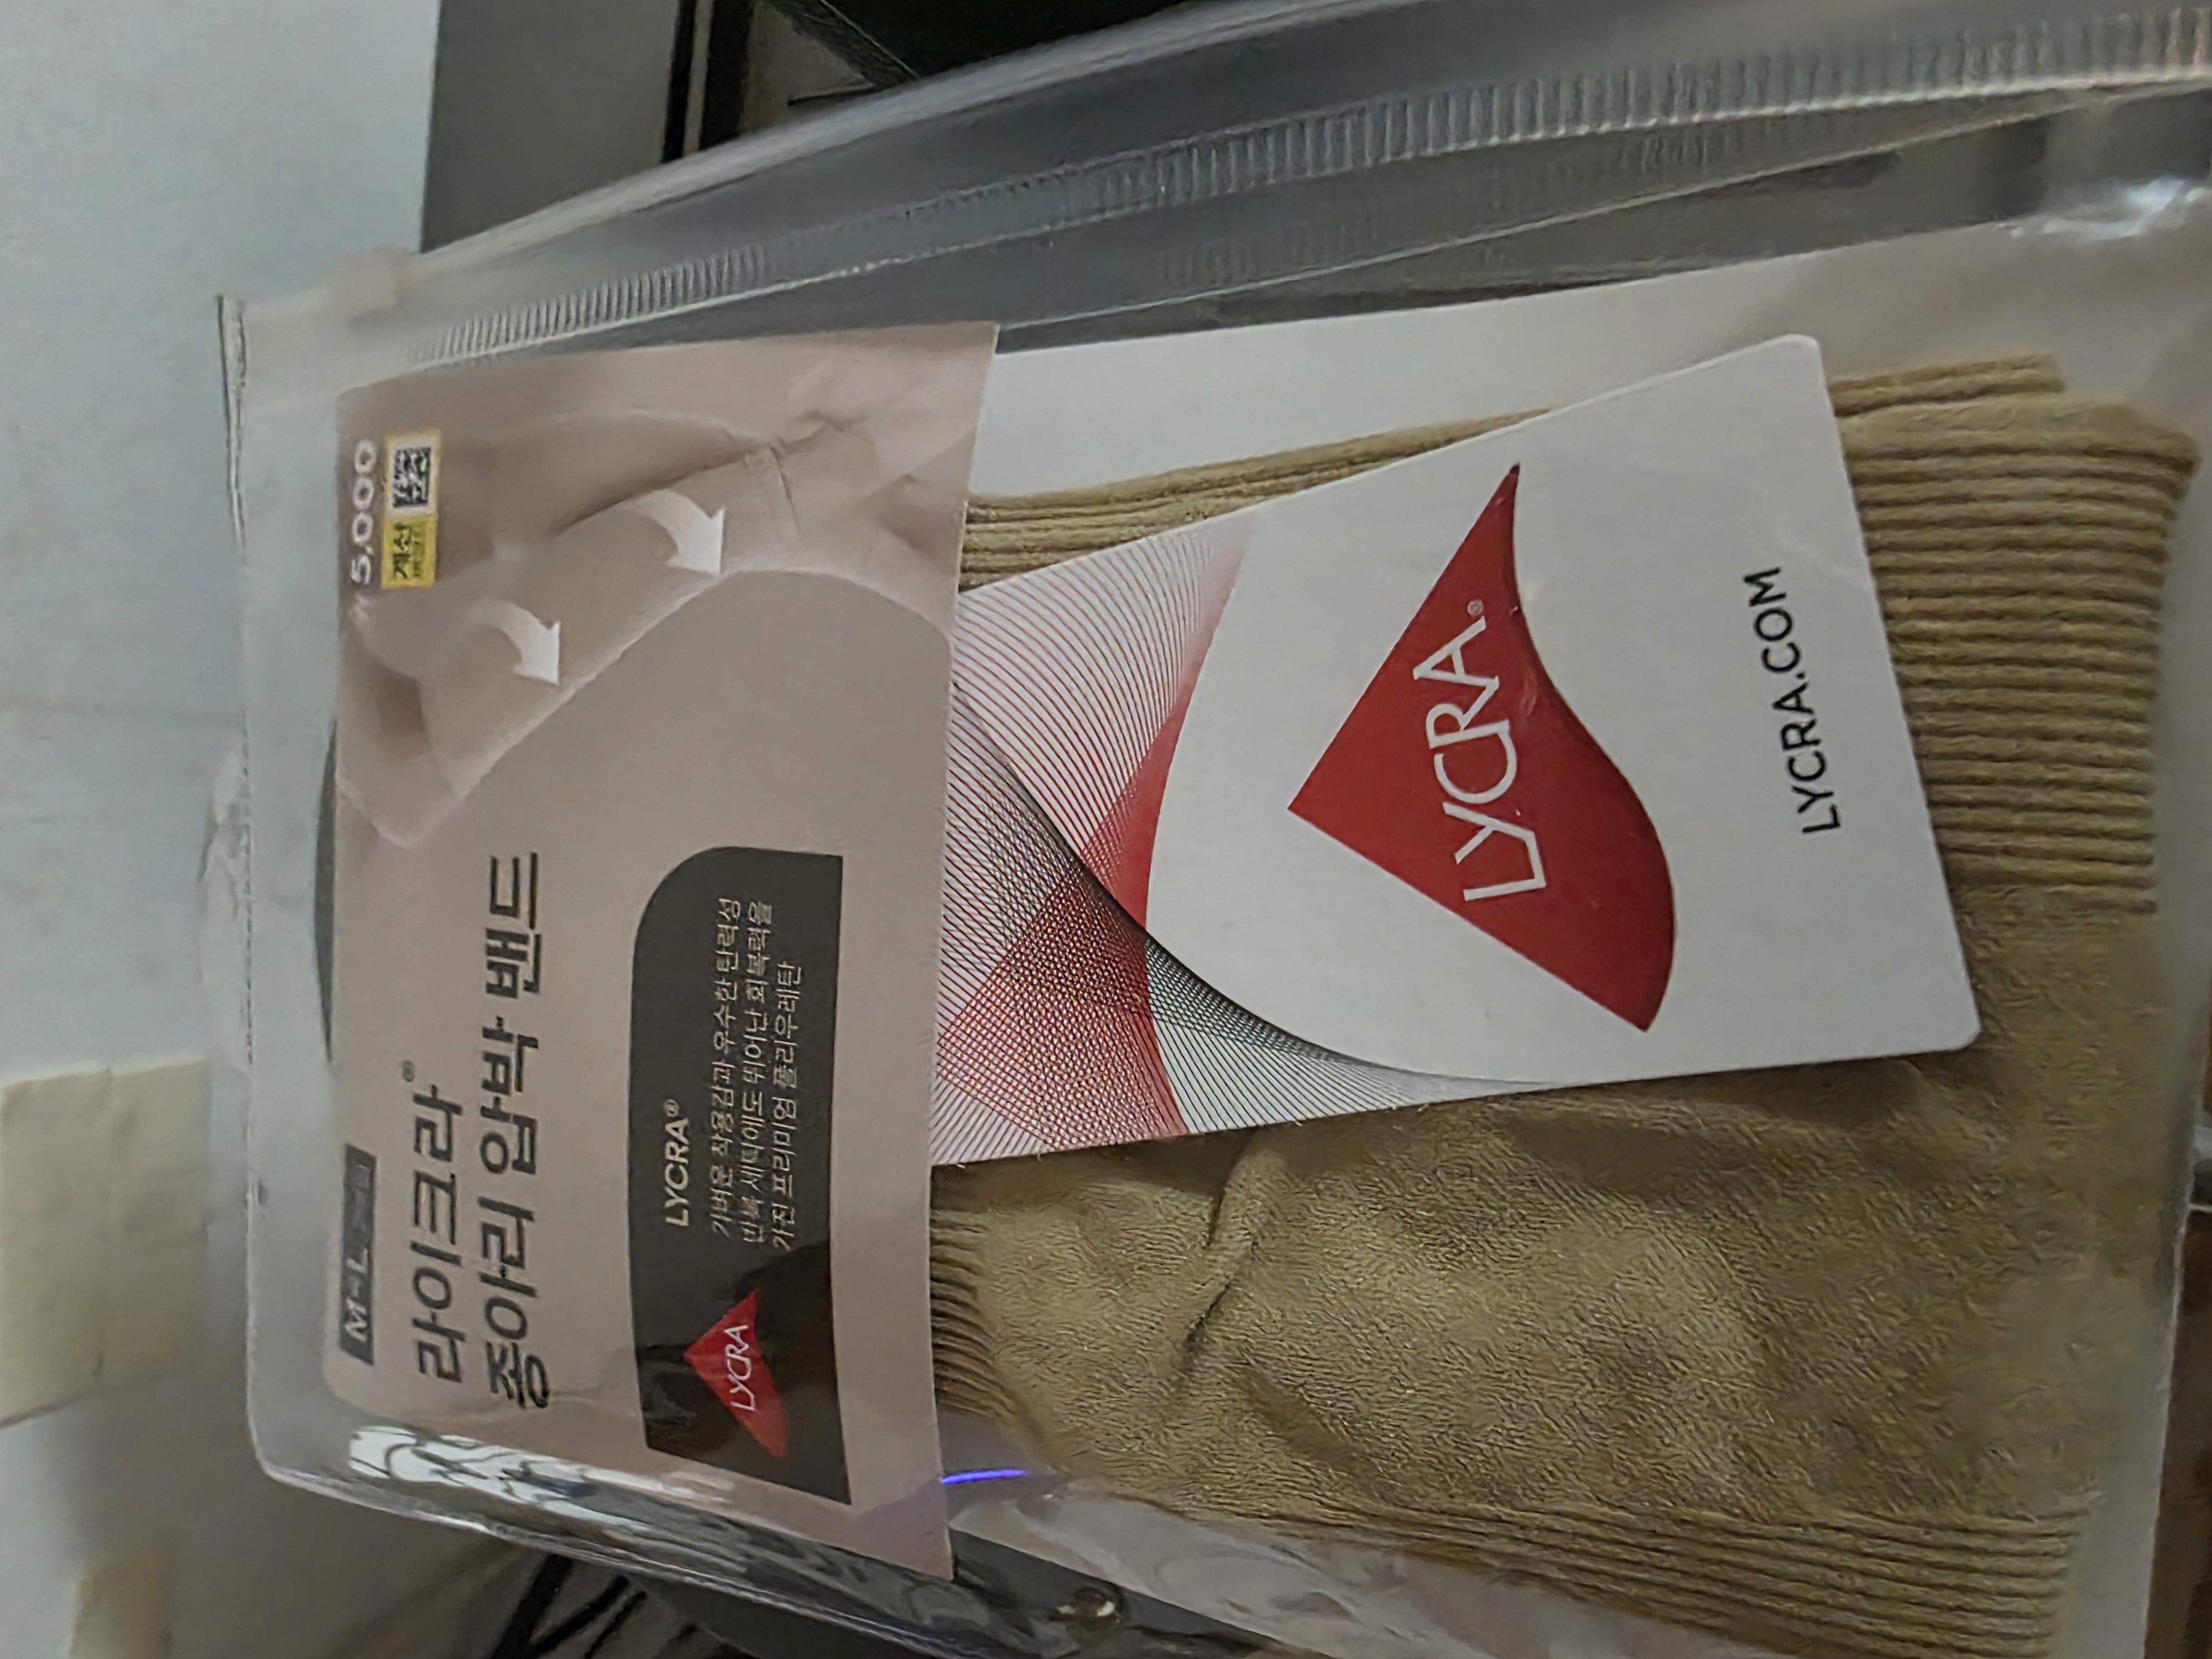 M-L
₩5,000
계산
라이크라®
종아리 압박 밴드
LYCRA
LYCRA®
가벼운 착용감과 우수한 탄력성
반복 세탁에도 뛰어난 회복력을
가진 프리미엄 폴리우레탄
LYCRA®
LYCRA.COM